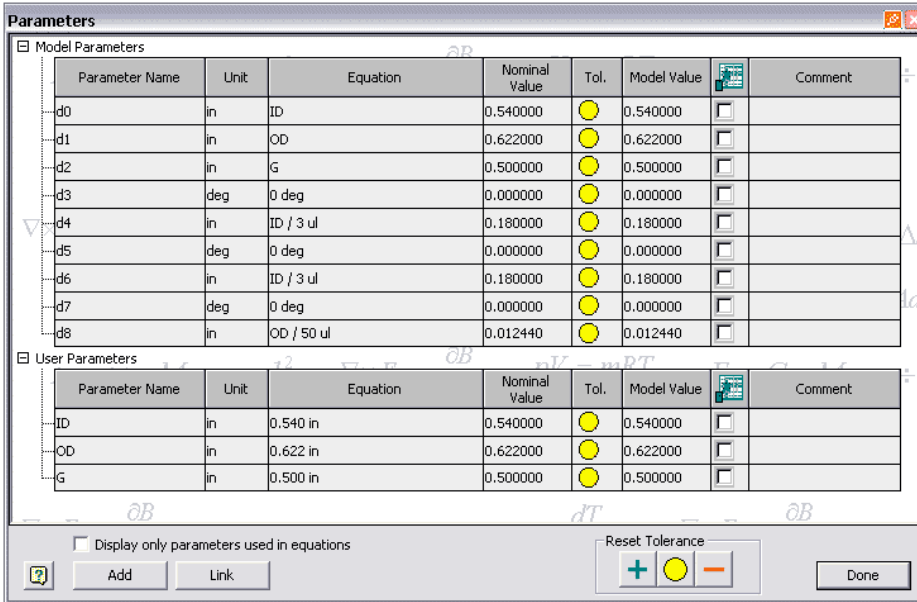 Parameters
Model Parameters
Parameter Name Unit Equation Nominal Value Tol. Model Value Comment
d0 in ID 0.540000 0.540000
d1 in OD 0.622000 0.622000
d2 in G 0.500000 0.500000
d3 deg 0 deg 0.000000 0.000000
d4 in ID / 3 ul 0.180000 0.180000
d5 deg 0 deg 0.000000 0.000000
d6 in ID / 3 ul 0.180000 0.180000
d7 deg 0 deg 0.000000 0.000000
d8 in OD / 50 ul 0.012440 0.012440
User Parameters
Parameter Name Unit Equation Nominal Value Tol. Model Value Comment
ID in 0.540 in 0.540000 0.540000
OD in 0.622 in 0.622000 0.622000
G in 0.500 in 0.500000 0.500000
∂B dT ∂B
Display only parameters used in equations
Reset Tolerance
Add Link Done